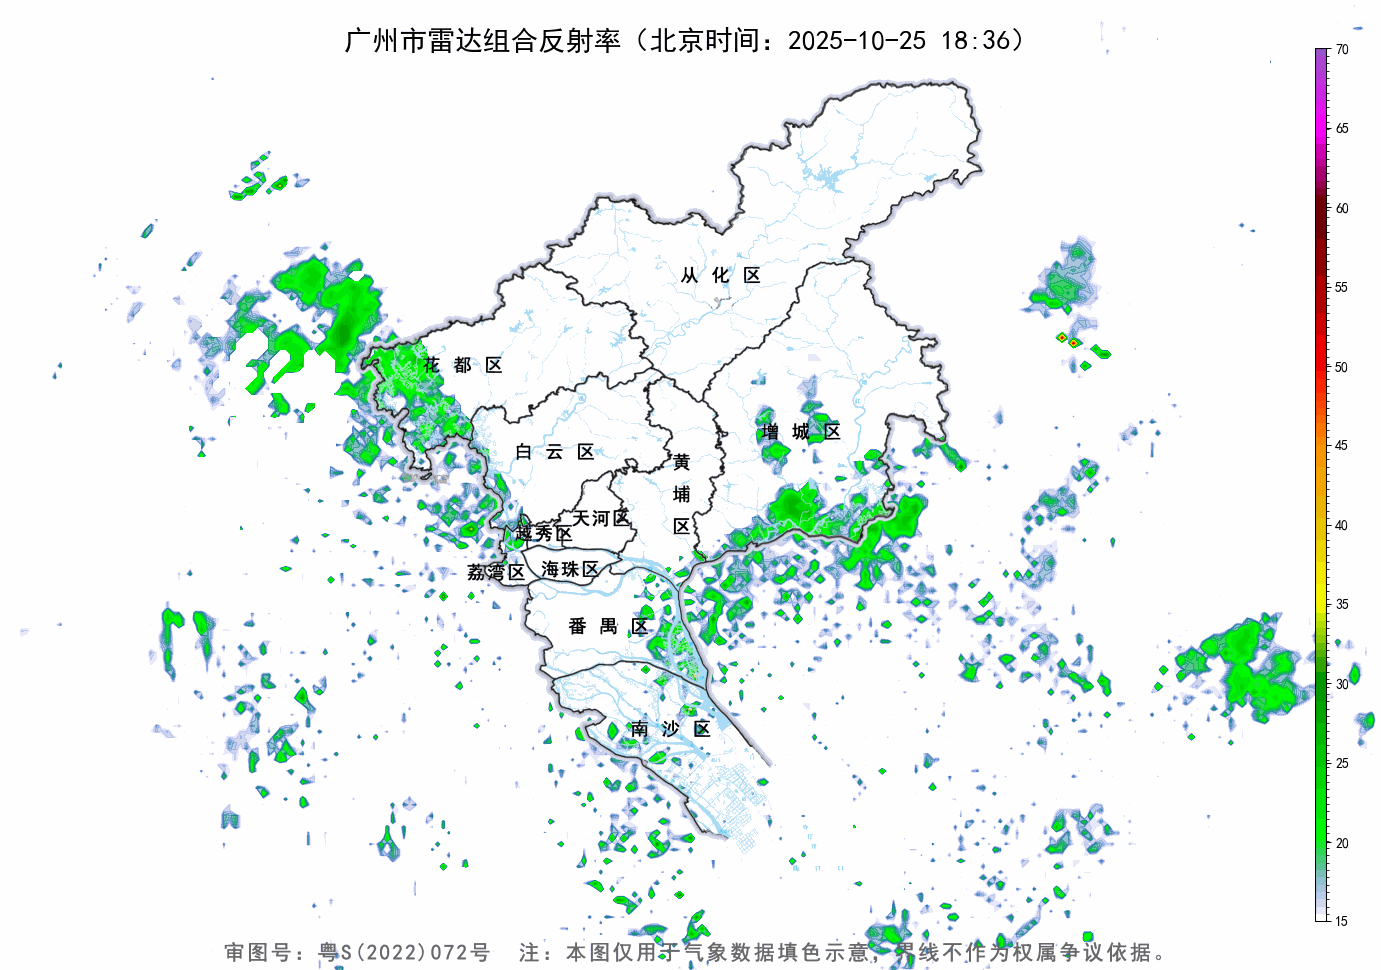 广州市雷达组合反射率（北京时间：2025-10-25 18:36）
70
65
60
55
50
45
40
35
30
25
20
15
从化区
花都区
增城区
白云区
黄埔区
天河区
越秀区
海珠区
荔湾区
番禺区
南沙区
审图号：粤S(2022)072号 注：本图仅用于气象数据填色示意，界线不作为权属争议依据。